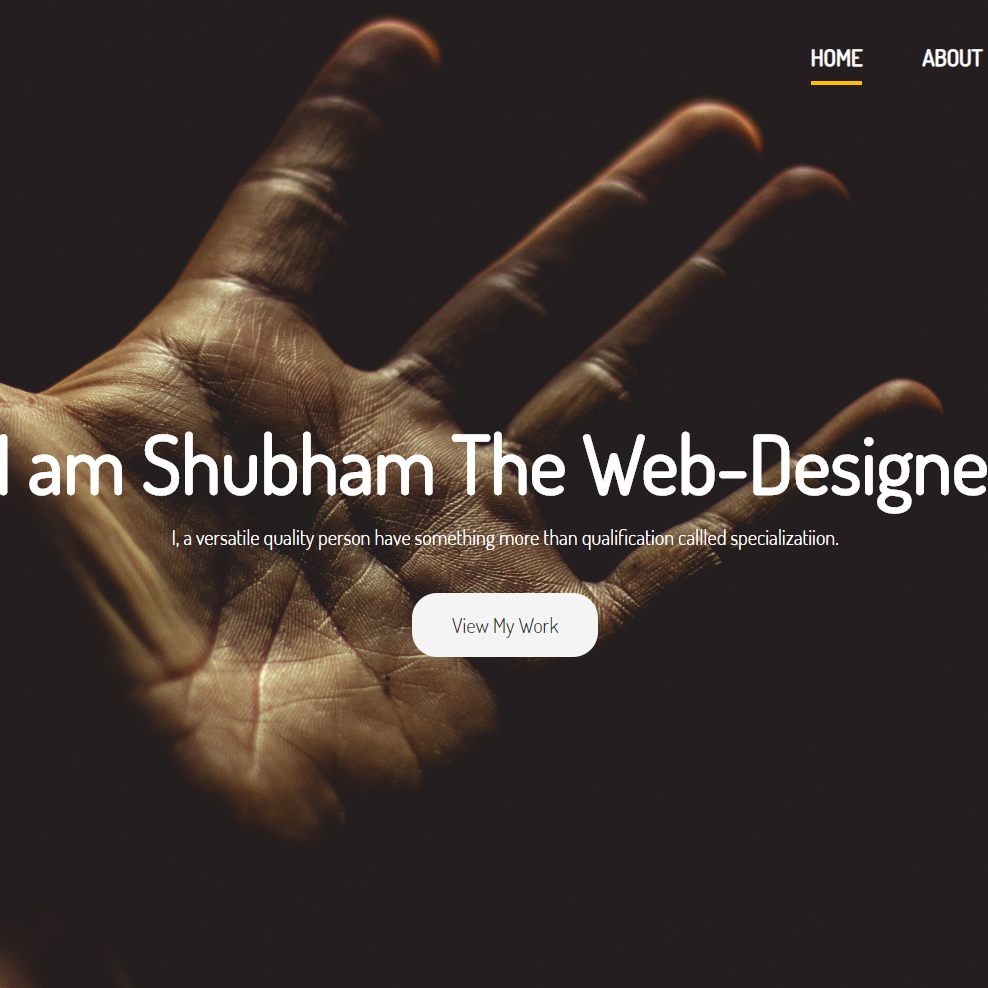 HOME ABOUT
I am Shubham The Web-Designe
I, a versatile quality person have something more than qualification callled specializatiion.
View My Work